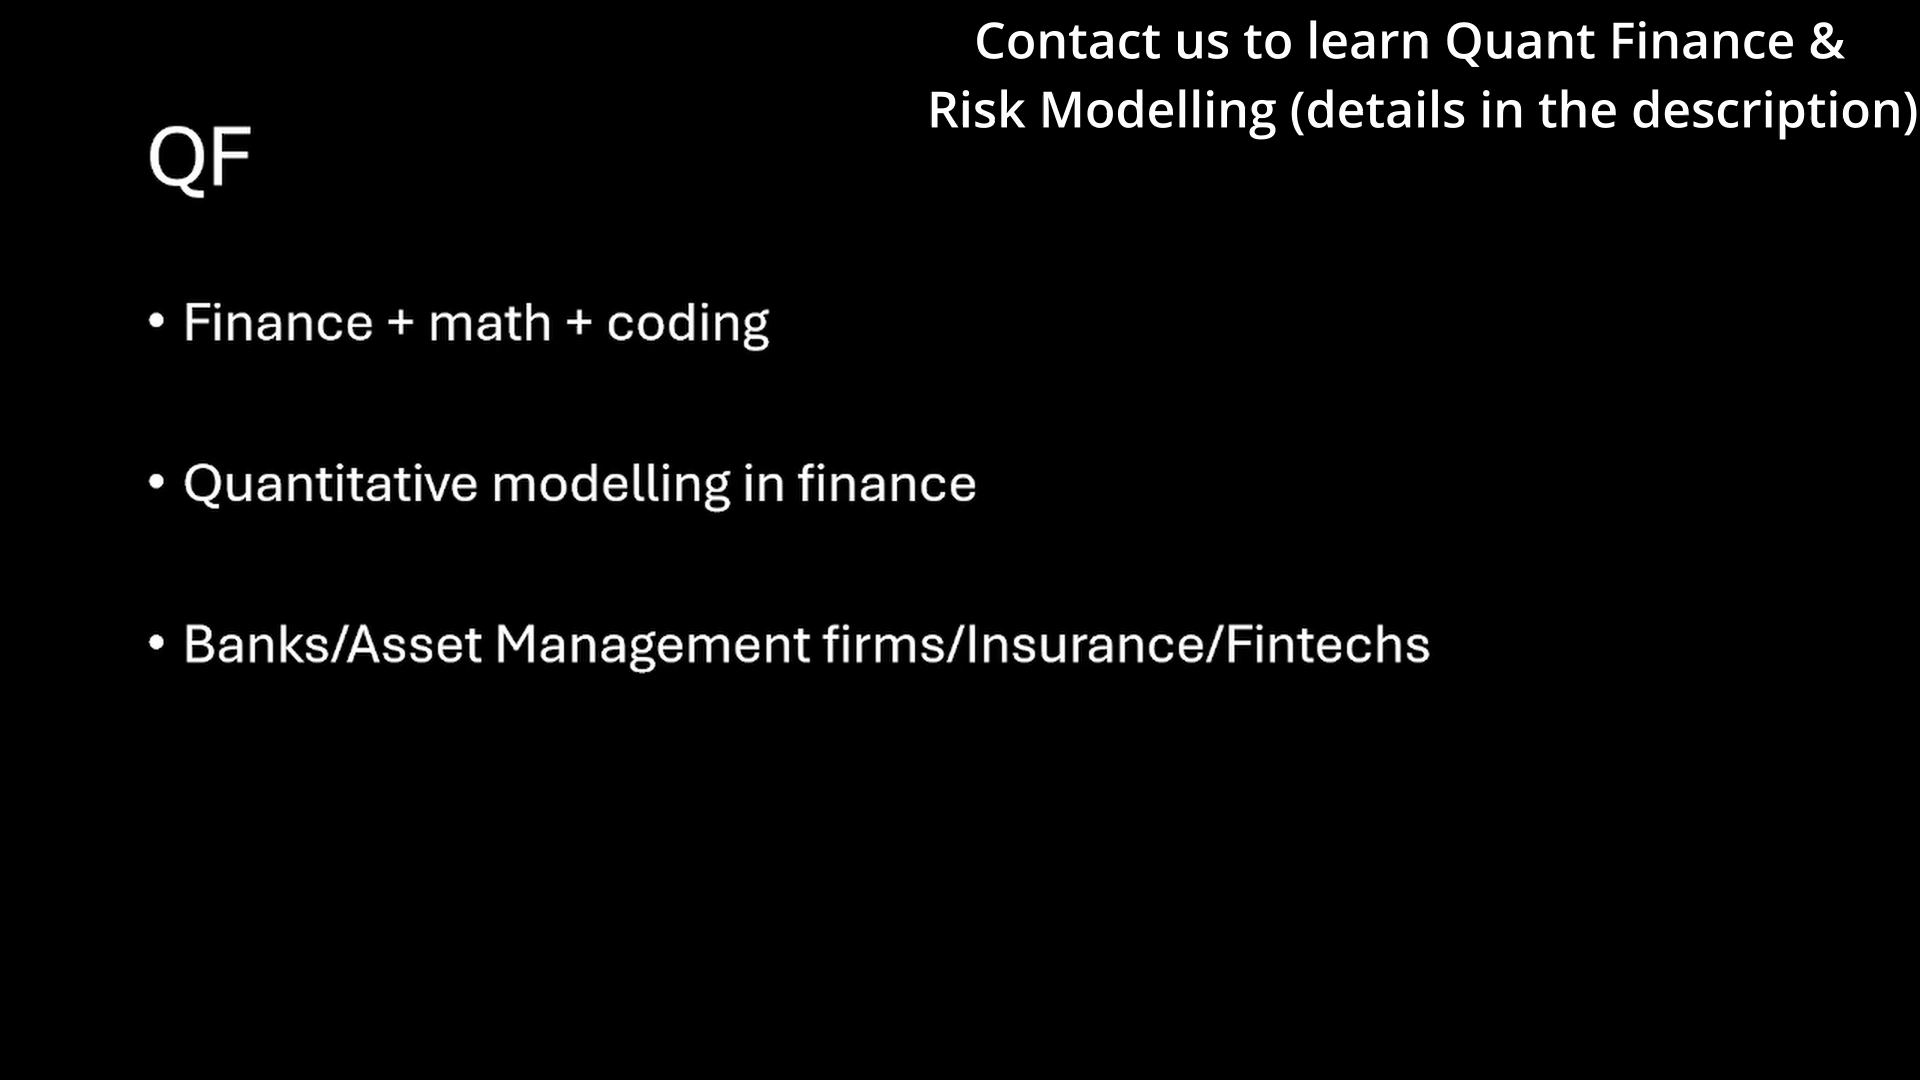 Contact us to learn Quant Finance &
Risk Modelling (details in the description)
QF
• Finance + math + coding
• Quantitative modelling in finance
• Banks/Asset Management firms/Insurance/Fintechs